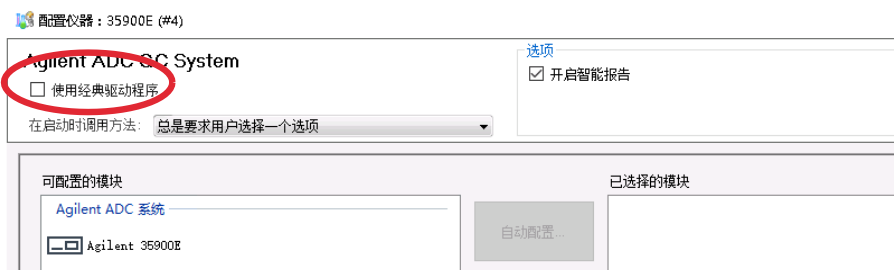 配置仪器：35900E (#4)
Agilent ADC GC System
选项
使用经典驱动程序
开启智能报告
在启动时调用方法:
总是要求用户选择一个选项
可配置的模块
已选择的模块
Agilent ADC 系统
自动配置...
Agilent 35900E